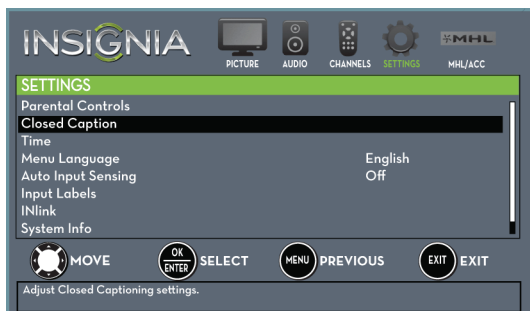 INSIGNIA
PICTURE AUDIO CHANNELS SETTINGS MHL MHL/ACC
SETTINGS
Parental Controls
Closed Caption
Time
Menu Language English
Auto Input Sensing Off
Input Labels
INlink
System Info
MOVE OK ENTER SELECT MENU PREVIOUS EXIT EXIT
Adjust Closed Captioning settings.